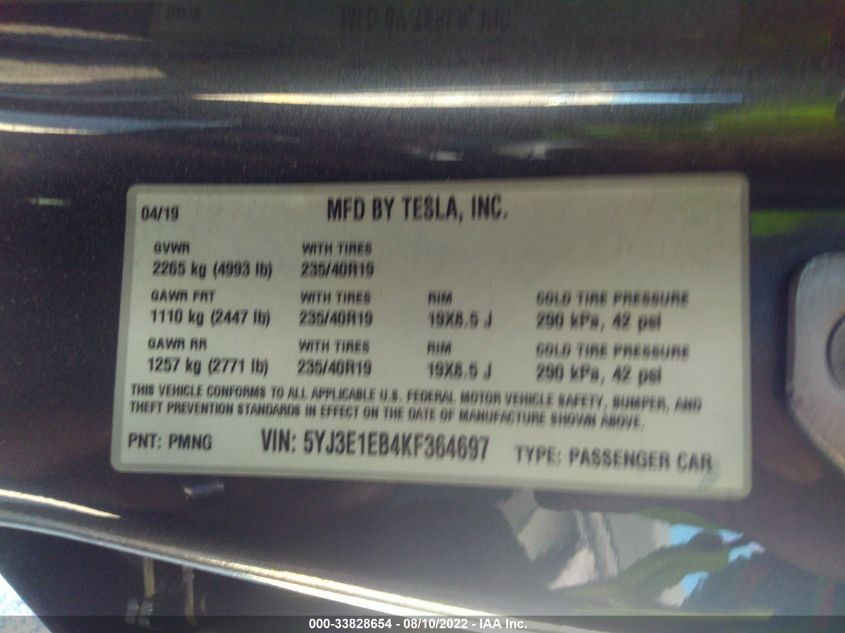 04/19 MFD BY TESLA, INC.
GVWR WITH TIRES
2265 kg (4993 lb) 235/40R19
GAWR FRT WITH TIRES RIM COLD TIRE PRESSURE
1110 kg (2447 lb) 235/40R19 19X8.5 J 290 kPa, 42 psi
GAWR RR WITH TIRES RIM COLD TIRE PRESSURE
1257 kg (2771 lb) 235/40R19 19X8.5 J 290 kPa, 42 psi
THIS VEHICLE CONFORMS TO ALL APPLICABLE U.S. FEDERAL MOTOR VEHICLE SAFETY, BUMPER, AND
THEFT PREVENTION STANDARDS IN EFFECT ON THE DATE OF MANUFACTURE SHOWN ABOVE.
PNT: PMNG VIN: 5YJ3E1EB4KF364697 TYPE: PASSENGER CAR
000-33828654 - 08/10/2022 - IAA Inc.